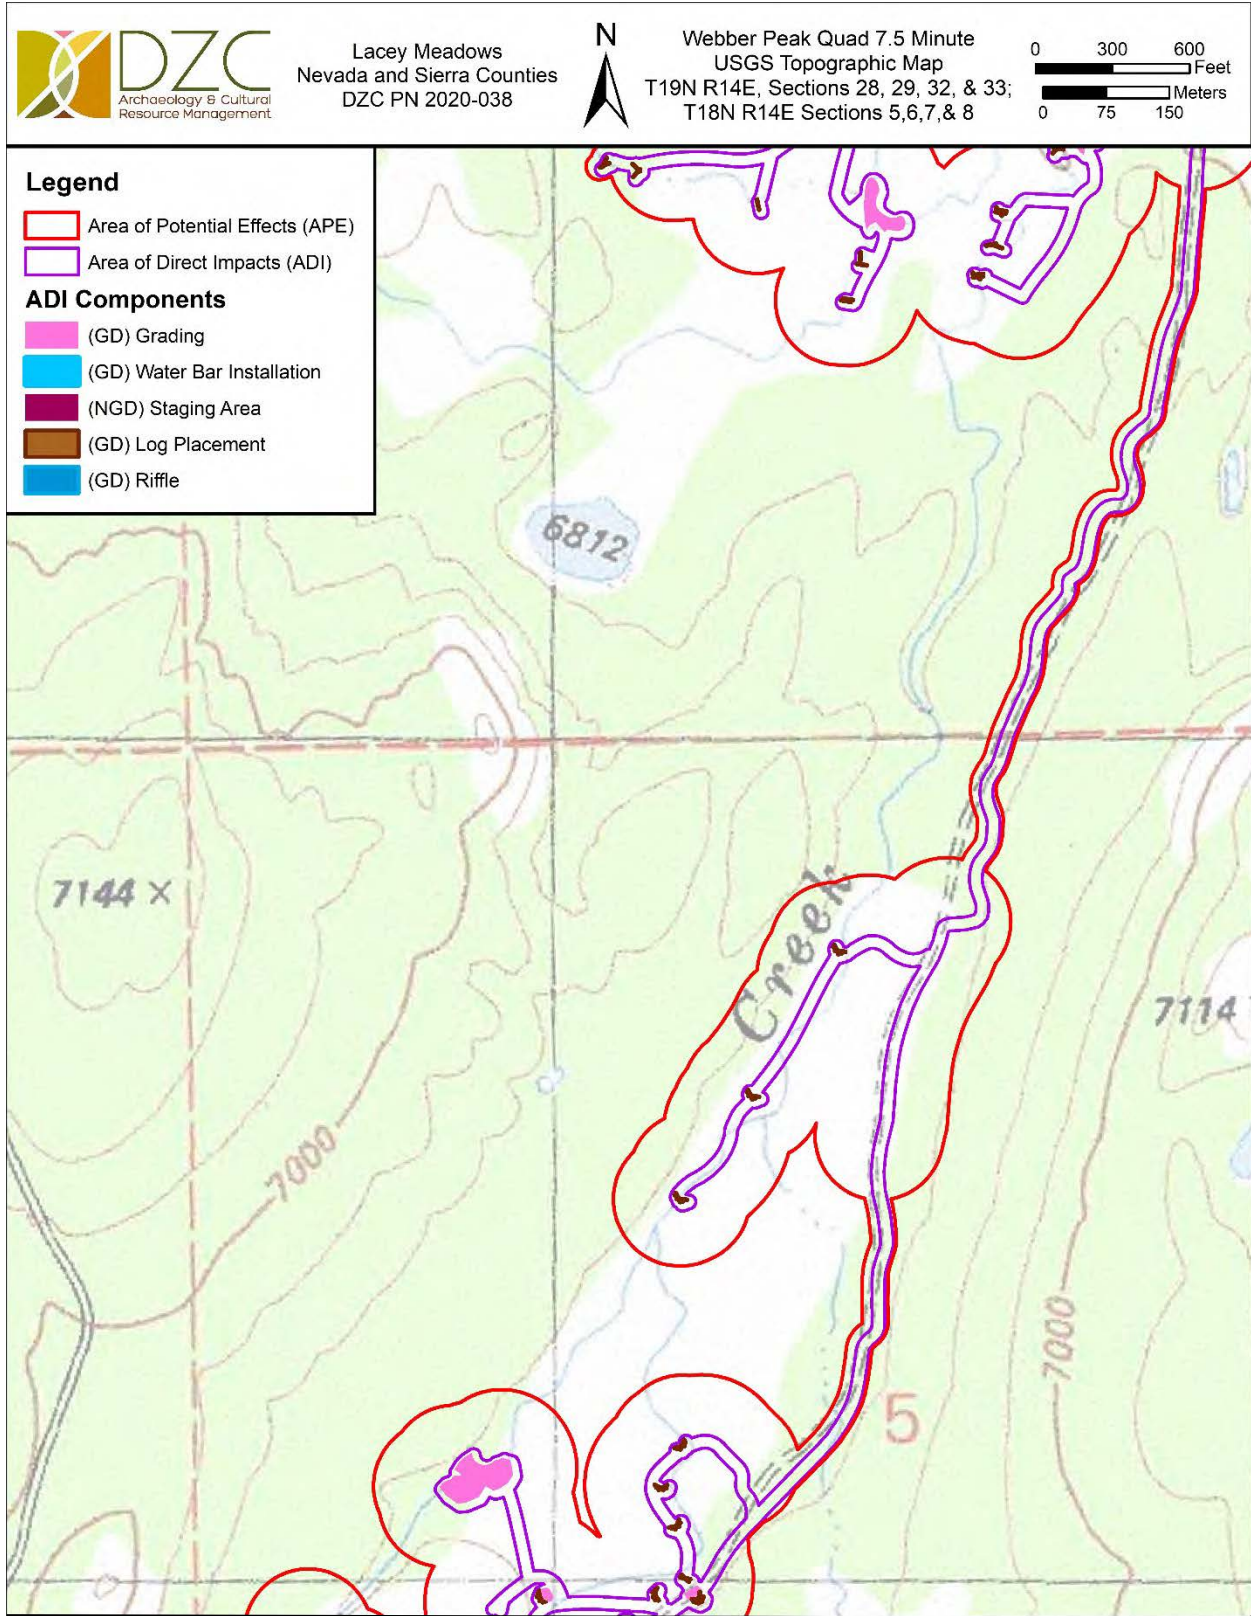 DZC
Archaeology & Cultural
Resource Management
Lacey Meadows
Nevada and Sierra Counties
DZC PN 2020-038
N
Webber Peak Quad 7.5 Minute
USGS Topographic Map
T19N R14E, Sections 28, 29, 32, & 33;
T18N R14E Sections 5,6,7,& 8
0 300 600
Feet
Meters
0 75 150
Legend
Area of Potential Effects (APE)
Area of Direct Impacts (ADI)
ADI Components
(GD) Grading
(GD) Water Bar Installation
(NGD) Staging Area
(GD) Log Placement
(GD) Riffle
6812
7144 X
Creek
7114
7000
7000
5